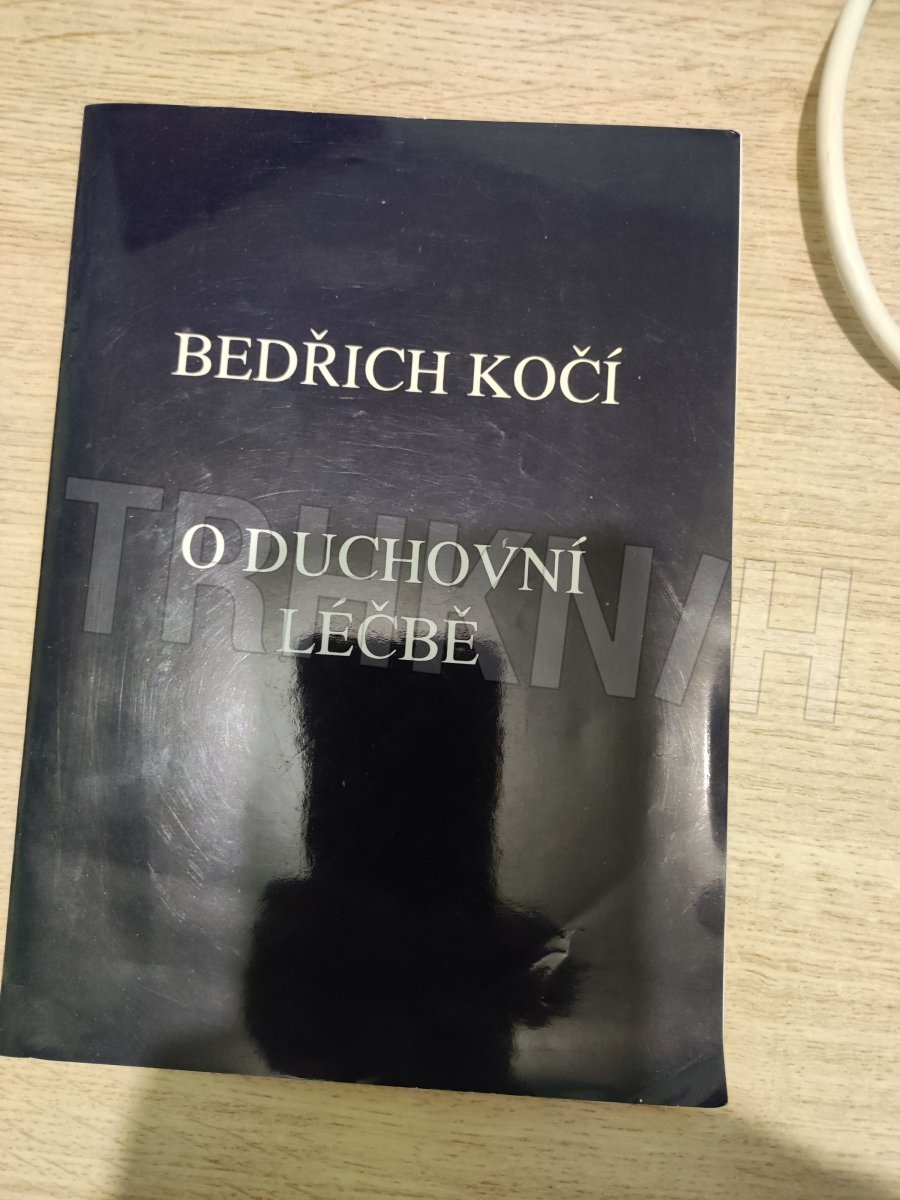 BEDŘICH KOČÍ
O DUCHOVNÍ
LÉČBĚ
TRHKNIH